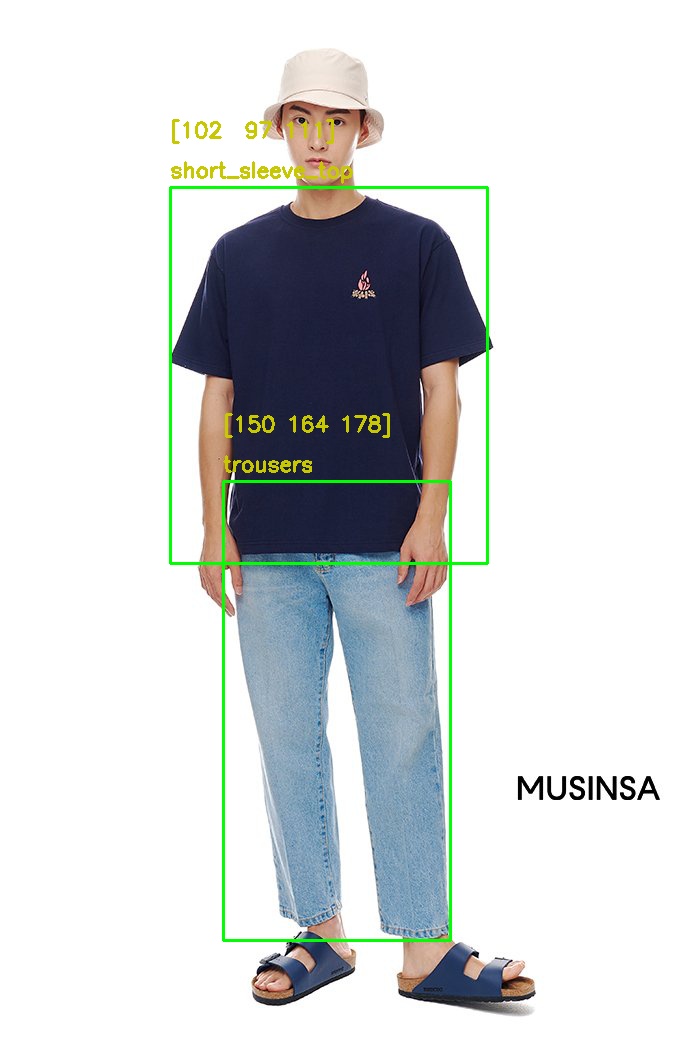 [102 97 111]
short_sleeve_top
[150 164 178]
trousers
MUSINSA